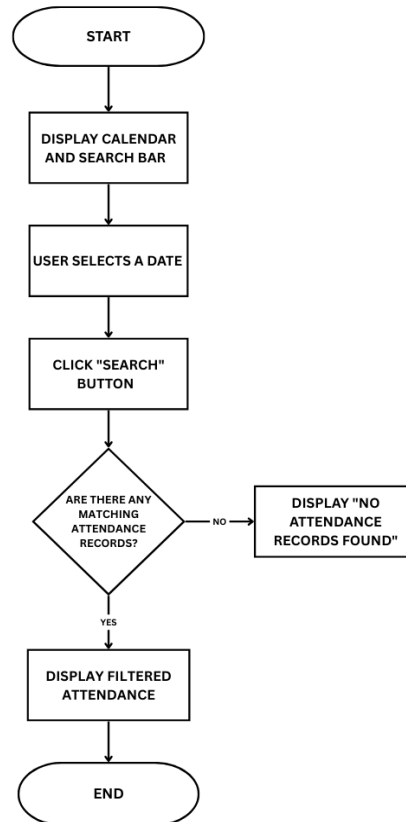 START
DISPLAY CALENDAR
AND SEARCH BAR
USER SELECTS A DATE
CLICK "SEARCH"
BUTTON
ARE THERE ANY
MATCHING
ATTENDANCE
RECORDS?
NO
DISPLAY "NO
ATTENDANCE
RECORDS FOUND"
YES
DISPLAY FILTERED
ATTENDANCE
END